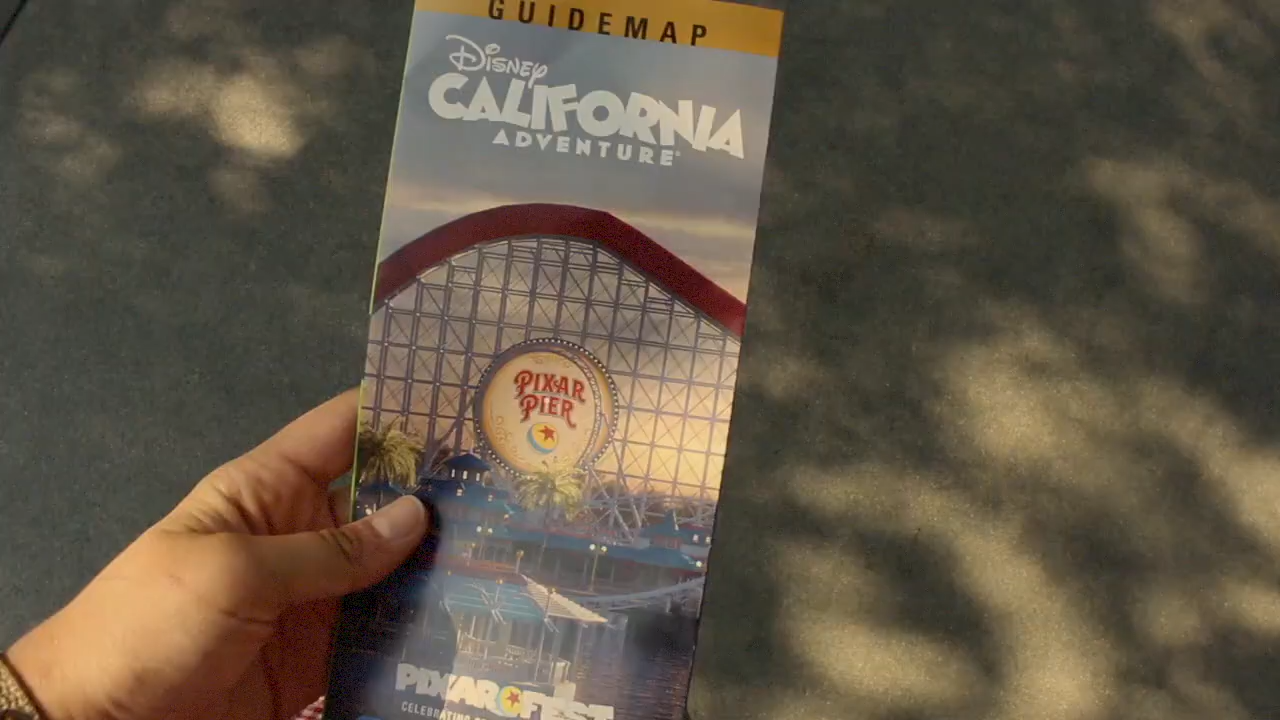 GUIDEMAP
Disney
CALIFORNIA
ADVENTURE
PIXAR
PIER
PIXAR FEST